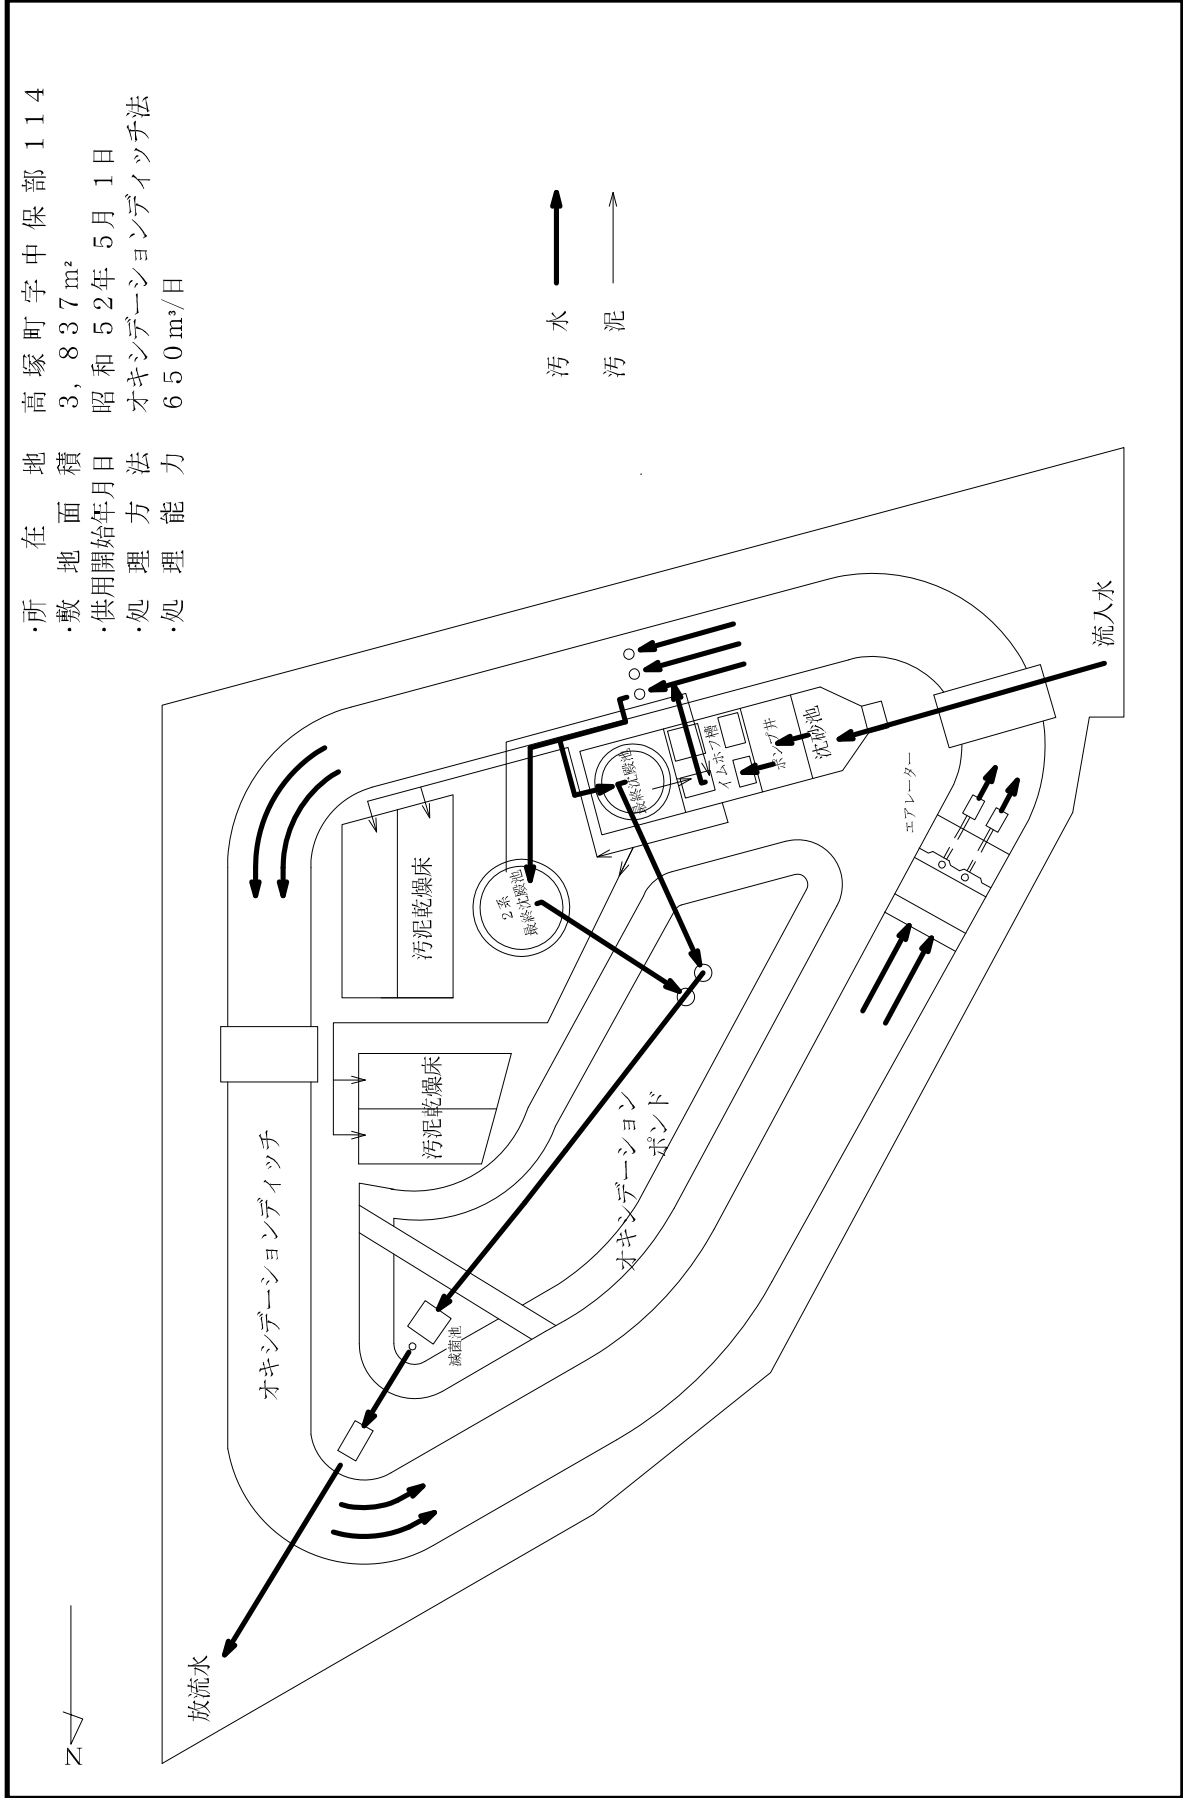 ・所在地 高塚町字中保部114
・敷地面積 3,837m²
・供用開始年月日 昭和52年 5月 1日
・処理方法 オキシデーションディッチ法
・処理能力 650m³/日
汚水
汚泥
N
放流水
オキシデーションディッチ
滅菌池
汚泥乾燥床
汚泥乾燥床
オキシデーション
ポンド
2系
最終沈殿池
最終沈殿池
イムホフ槽
ポンプ井
沈砂池
エアレーター
流入水